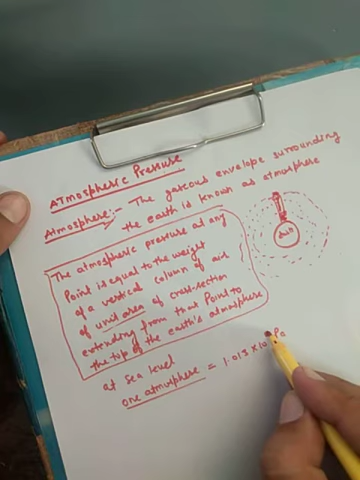 Atmospheric Pressure
Atmosphere:- The gaseous envelope surrounding
the earth is known as atmosphere
The atmospheric pressure at any
Point is equal to the weight
of a vertical column of air
of unit area of cross-section
extending from that Point to
the top of the earth's atmosphere
at sea level
one atmosphere = 1.013 × 10 Pa